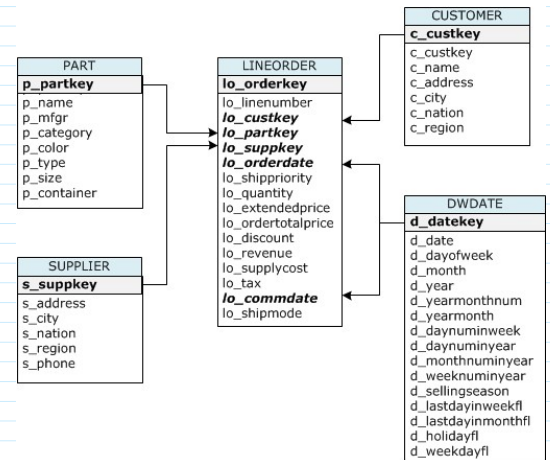 PART
p_partkey
p_name
p_mfgr
p_category
p_color
p_type
p_size
p_container
SUPPLIER
s_suppkey
s_address
s_city
s_nation
s_region
s_phone
LINEORDER
lo_orderkey
lo_linenumber
lo_custkey
lo_partkey
lo_suppkey
lo_orderdate
lo_shippriority
lo_quantity
lo_extendedprice
lo_ordertotalprice
lo_discount
lo_revenue
lo_supplycost
lo_tax
lo_commdate
lo_shipmode
CUSTOMER
c_custkey
c_custkey
c_name
c_address
c_city
c_nation
c_region
DWDATE
d_datekey
d_date
d_dayofweek
d_month
d_year
d_yearmonthnum
d_yearmonth
d_daynuminweek
d_daynuminyear
d_monthnuminyear
d_weeknuminyear
d_sellingseason
d_lastdayinweekfl
d_lastdayinmonthfl
d_holidayfl
d_weekdayfl